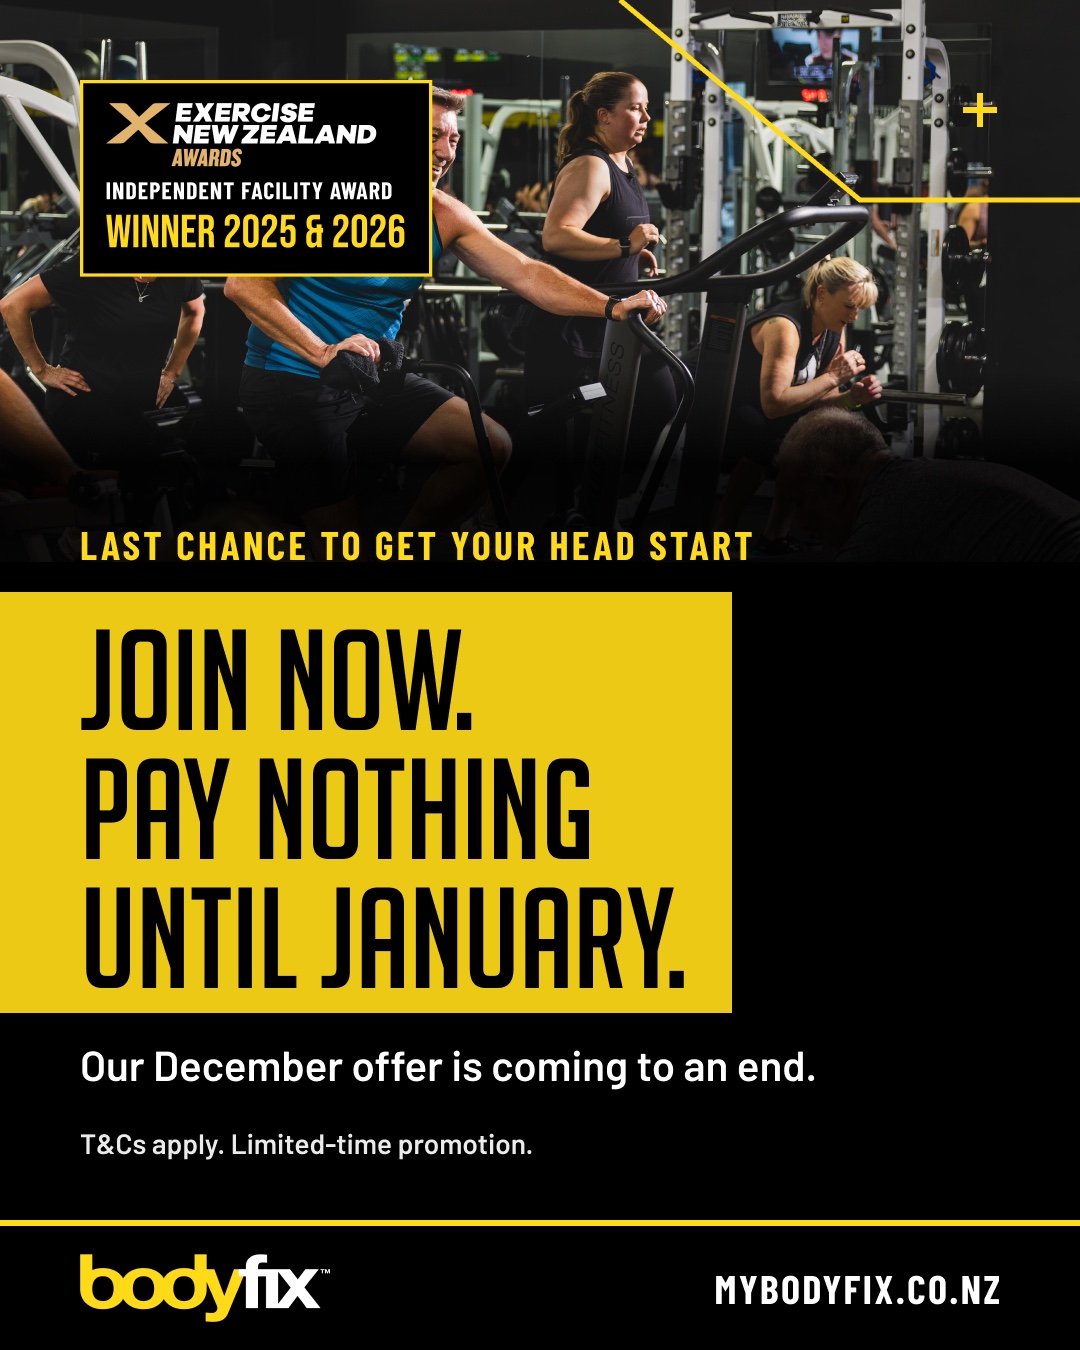 EXERCISE
NEW ZEALAND
AWARDS
INDEPENDENT FACILITY AWARD
WINNER 2025 & 2026
LAST CHANCE TO GET YOUR HEAD START
JOIN NOW.
PAY NOTHING
UNTIL JANUARY.
Our December offer is coming to an end.
T&Cs apply. Limited-time promotion.
bodyfix™
MYBODYFIX.CO.NZ